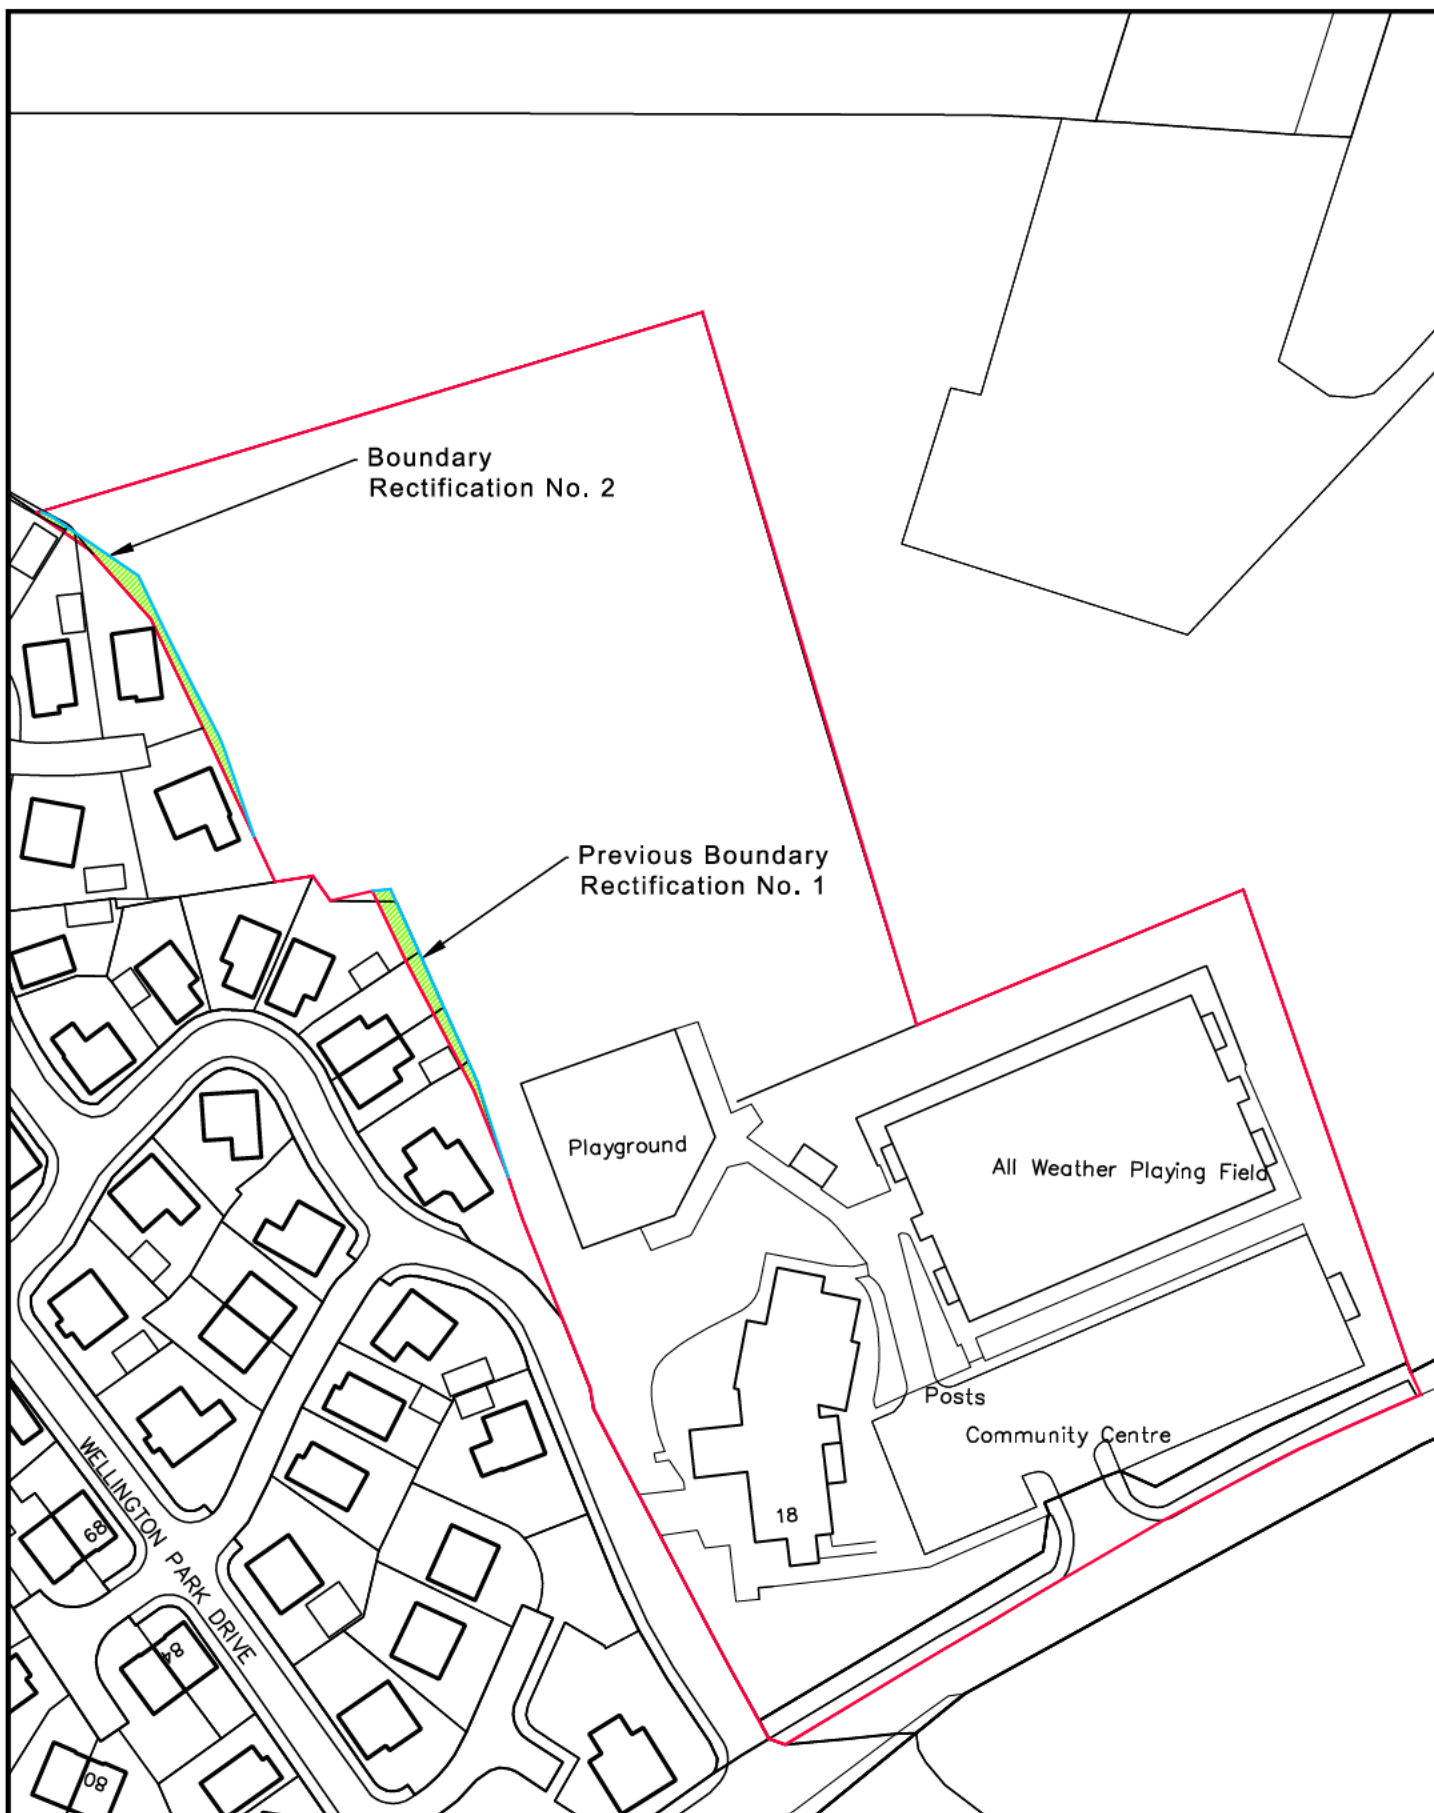 Boundary
Rectification No. 2
Previous Boundary
Rectification No. 1
Playground
All Weather Playing Field
Posts
Community Centre
18
WELLINGTON PARK DRIVE
68
84
80